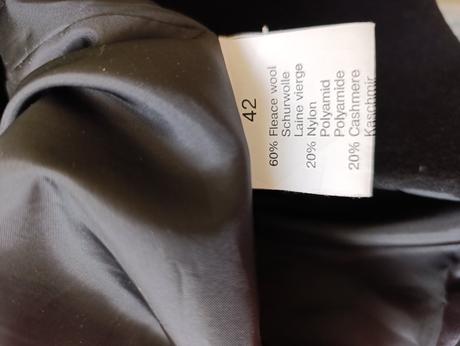 42
60% Fleace wool
Schurwolle
Laine vierge
20% Nylon
Polyamid
Polyamide
20% Cashmere
Kaschmir